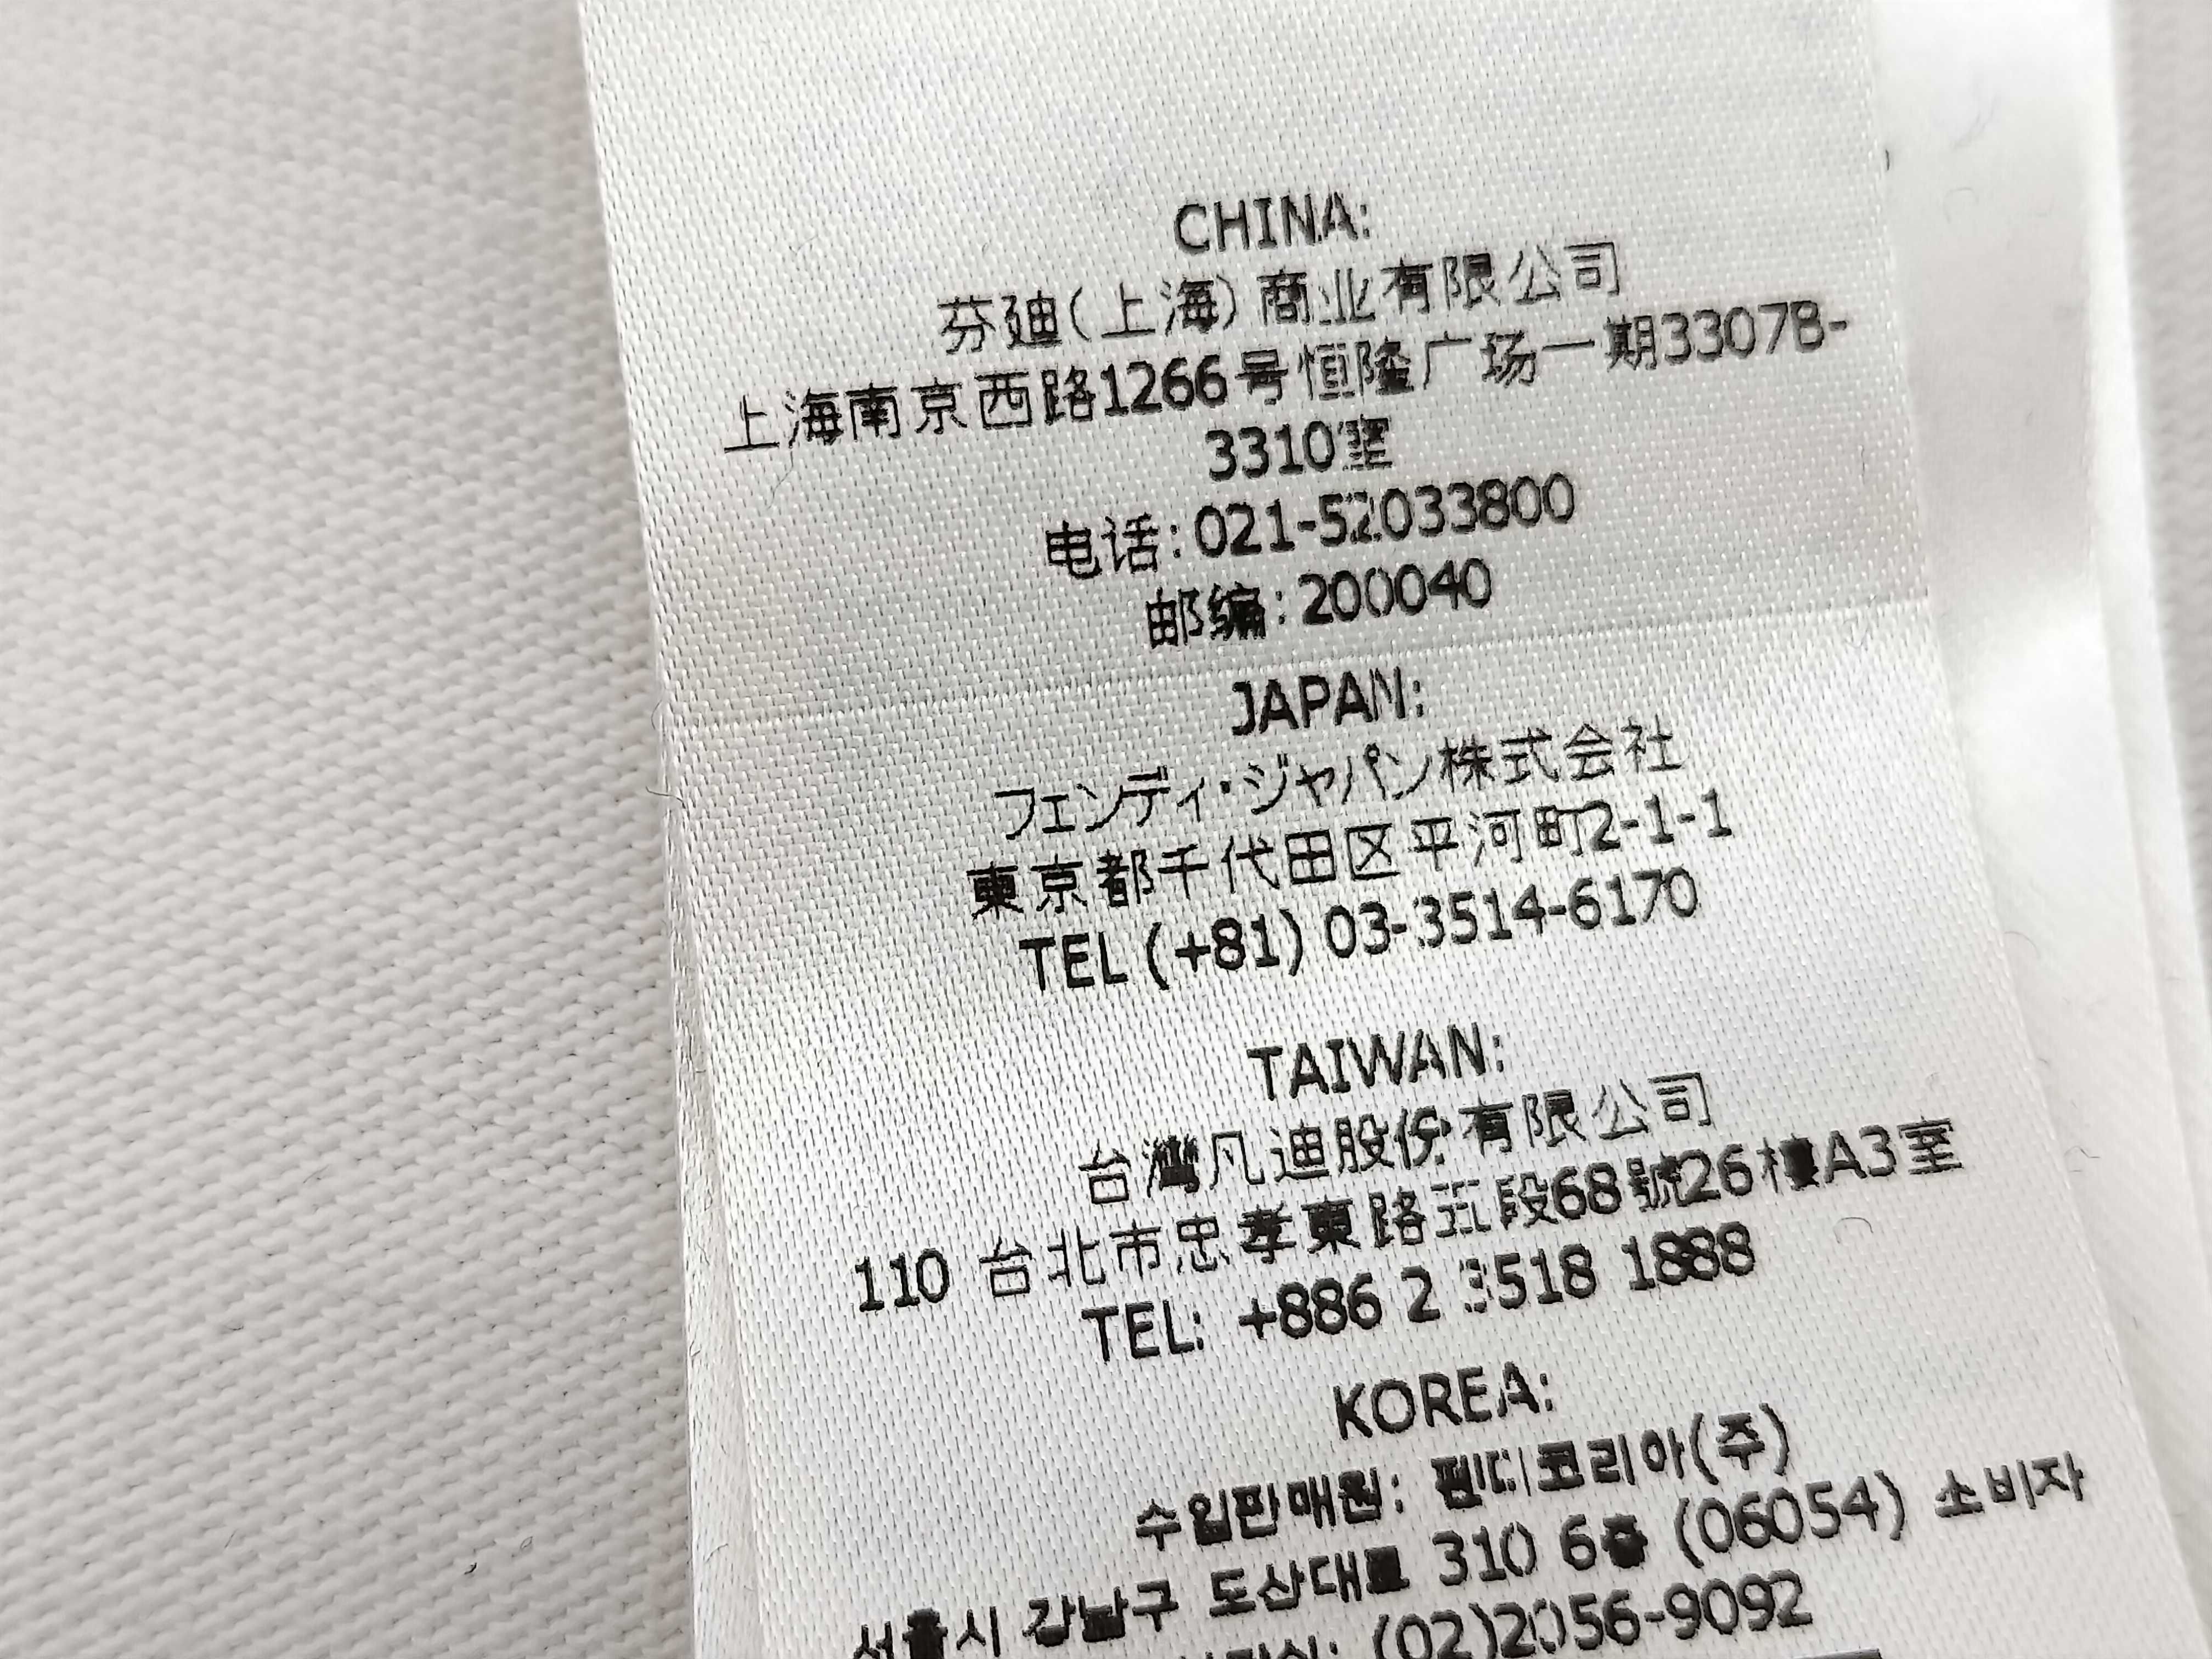 CHINA:
芬迪(上海)商业有限公司
上海南京西路1266号恒隆广场一期3307B-
3310室
电话:021-52033800
邮编:200040
JAPAN:
フェンディ・ジャパン株式会社
東京都千代田区平河町2-1-1
TEL (+81) 03-3514-6170
TAIWAN:
台灣凡迪股份有限公司
110 台北市忠孝東路五段68號26樓A3室
TEL: +886 2 3518 1888
KOREA:
수입판매원: 펜디코리아(주)
서울시 강남구 도산대로 310 6층 (06054) 소비자
(02)2056-9092